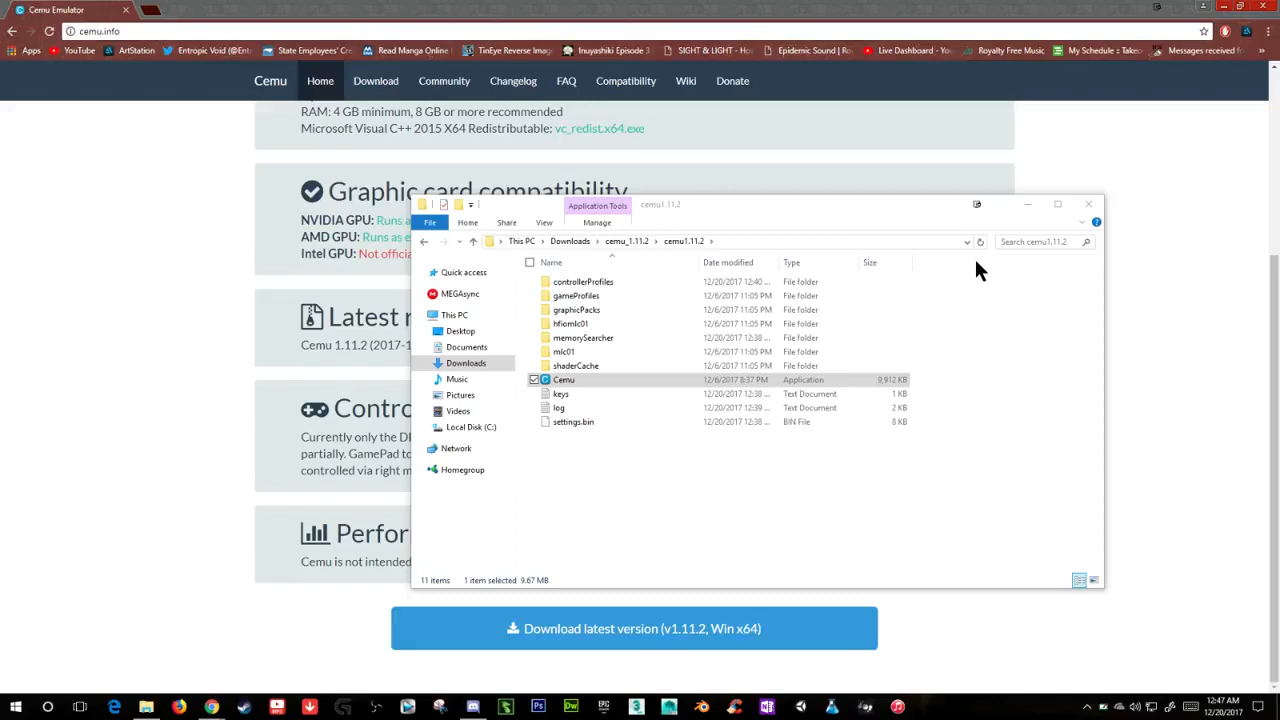 Cemu Emulator
cemu.info
Apps YouTube ArtStation Entropic Void (@Ent State Employees' Cre Read Manga Online | TinEye Reverse Image Inuyashiki Episode 3 SIGHT & LIGHT - Ho Epidemic Sound | Ro Live Dashboard - You Royalty Free Music My Schedule :: Takeo Messages received fr
Cemu Home Download Community Changelog FAQ Compatibility Wiki Donate
RAM: 4 GB minimum, 8 GB or more recommended
Microsoft Visual C++ 2015 X64 Redistributable: vc_redist.x64.exe
Graphic card compatibility
NVIDIA GPU: Runs a
AMD GPU: Runs as e
Intel GPU: Not offici
Latest r
Cemu 1.11.2 (2017-1
Contro
Currently only the DR
partially. GamePad to
controlled via right m
Perfor
Cemu is not intended
Download latest version (v1.11.2, Win x64)
Application Tools cemu1.11.2
File Home Share View Manage
This PC > Downloads > cemu_1.11.2 > cemu1.11.2 >
Search cemu1.11.2
Name Date modified Type Size
Quick access
MEGAsync
This PC
Desktop
Documents
Downloads
Music
Pictures
Videos
Local Disk (C:)
Network
Homegroup
controllerProfiles 12/20/2017 12:40 ... File folder
gameProfiles 12/6/2017 11:05 PM File folder
graphicPacks 12/6/2017 11:05 PM File folder
hfiomlc01 12/6/2017 11:05 PM File folder
memorySearcher 12/20/2017 12:38 ... File folder
mlc01 12/6/2017 11:05 PM File folder
shaderCache 12/6/2017 11:05 PM File folder
Cemu 12/6/2017 8:37 PM Application 9,912 KB
keys 12/20/2017 12:38 ... Text Document 1 KB
log 12/20/2017 12:39 ... Text Document 2 KB
settings.bin 12/20/2017 12:38 ... BIN File 8 KB
11 items 1 item selected 9.67 MB
12:47 AM
12/20/2017